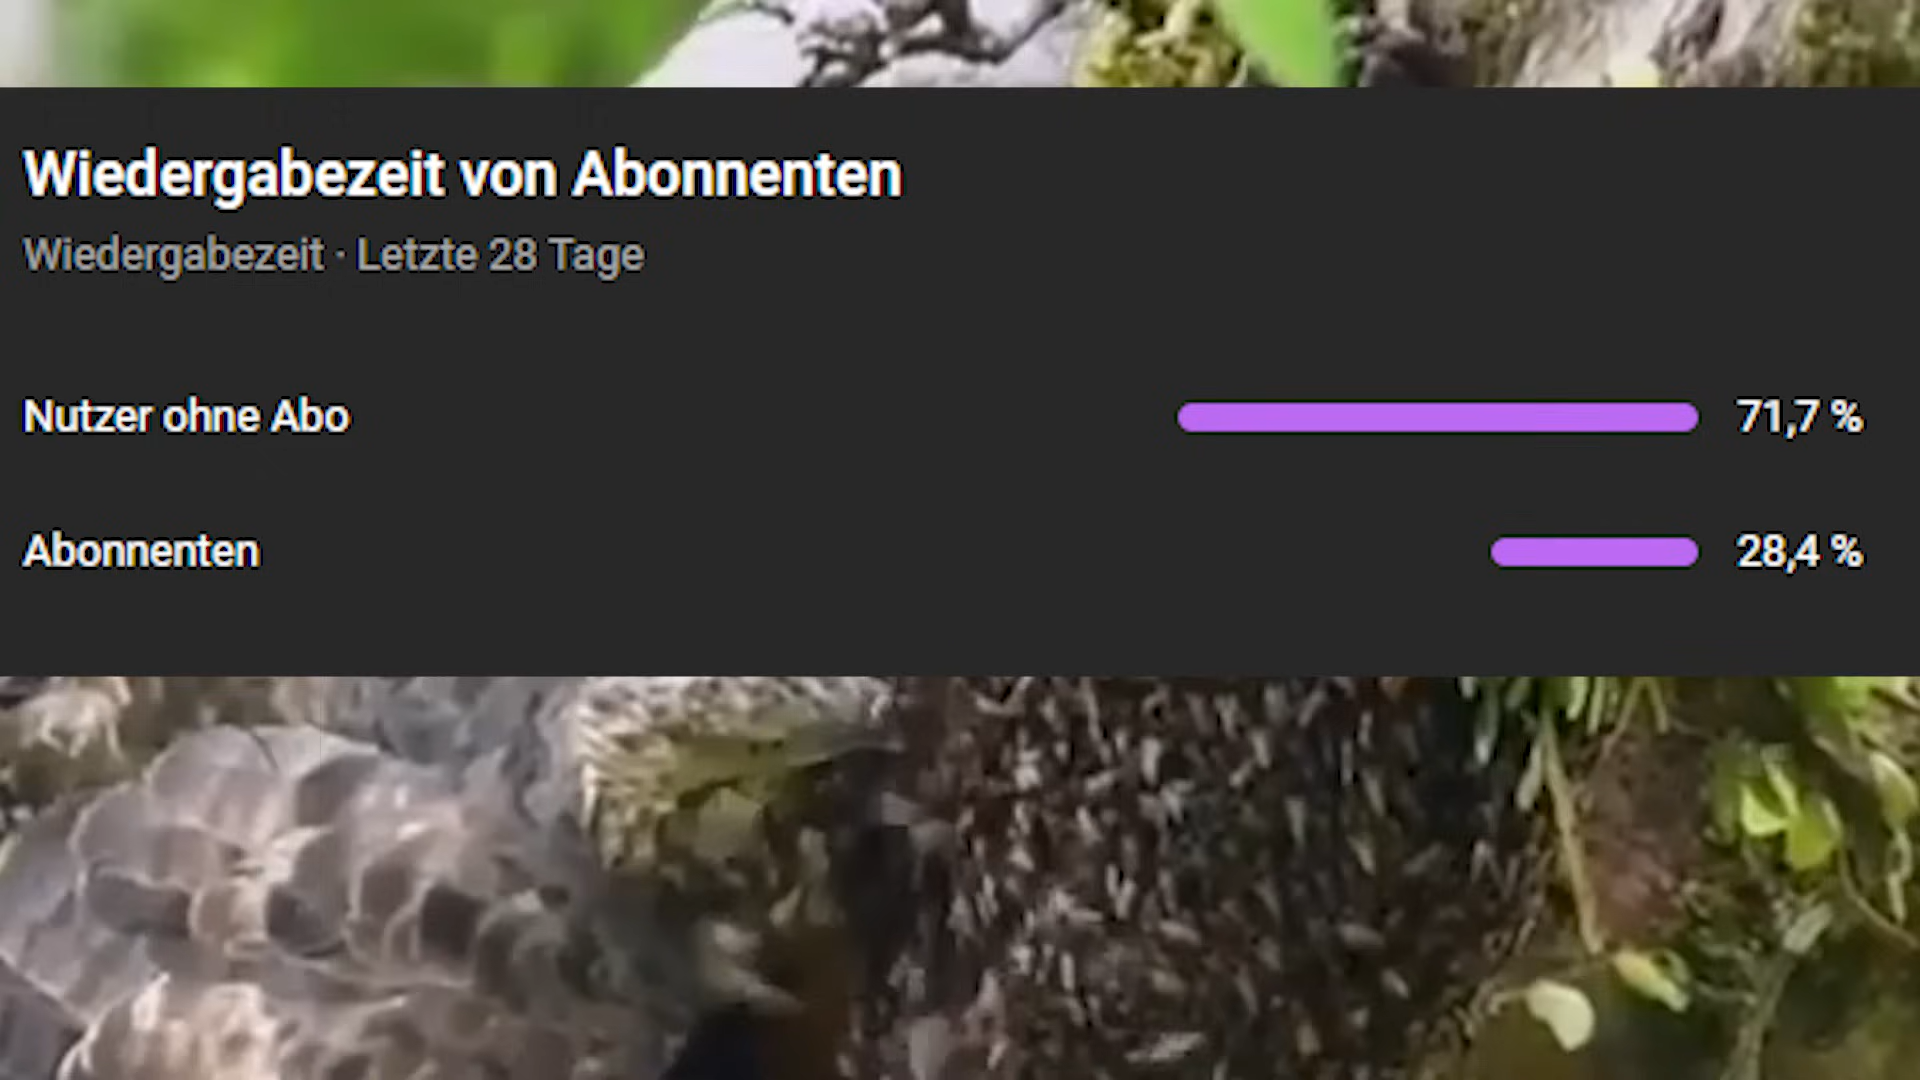 Wiedergabezeit von Abonnenten
Wiedergabezeit · Letzte 28 Tage
Nutzer ohne Abo 71,7 %
Abonnenten 28,4 %